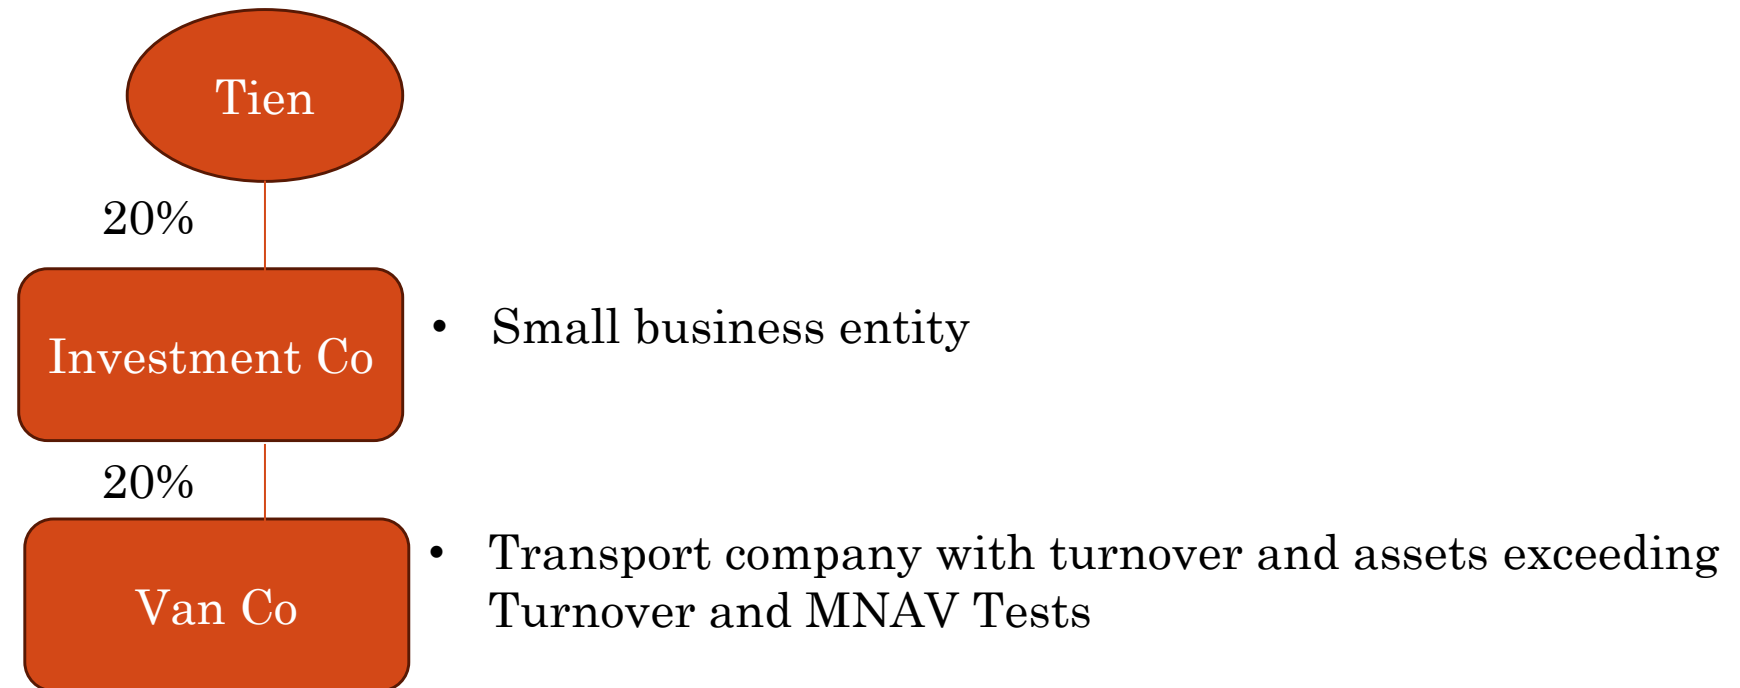 Tien
20%
Investment Co
• Small business entity
20%
• Transport company with turnover and assets exceeding
Turnover and MNAV Tests
Van Co